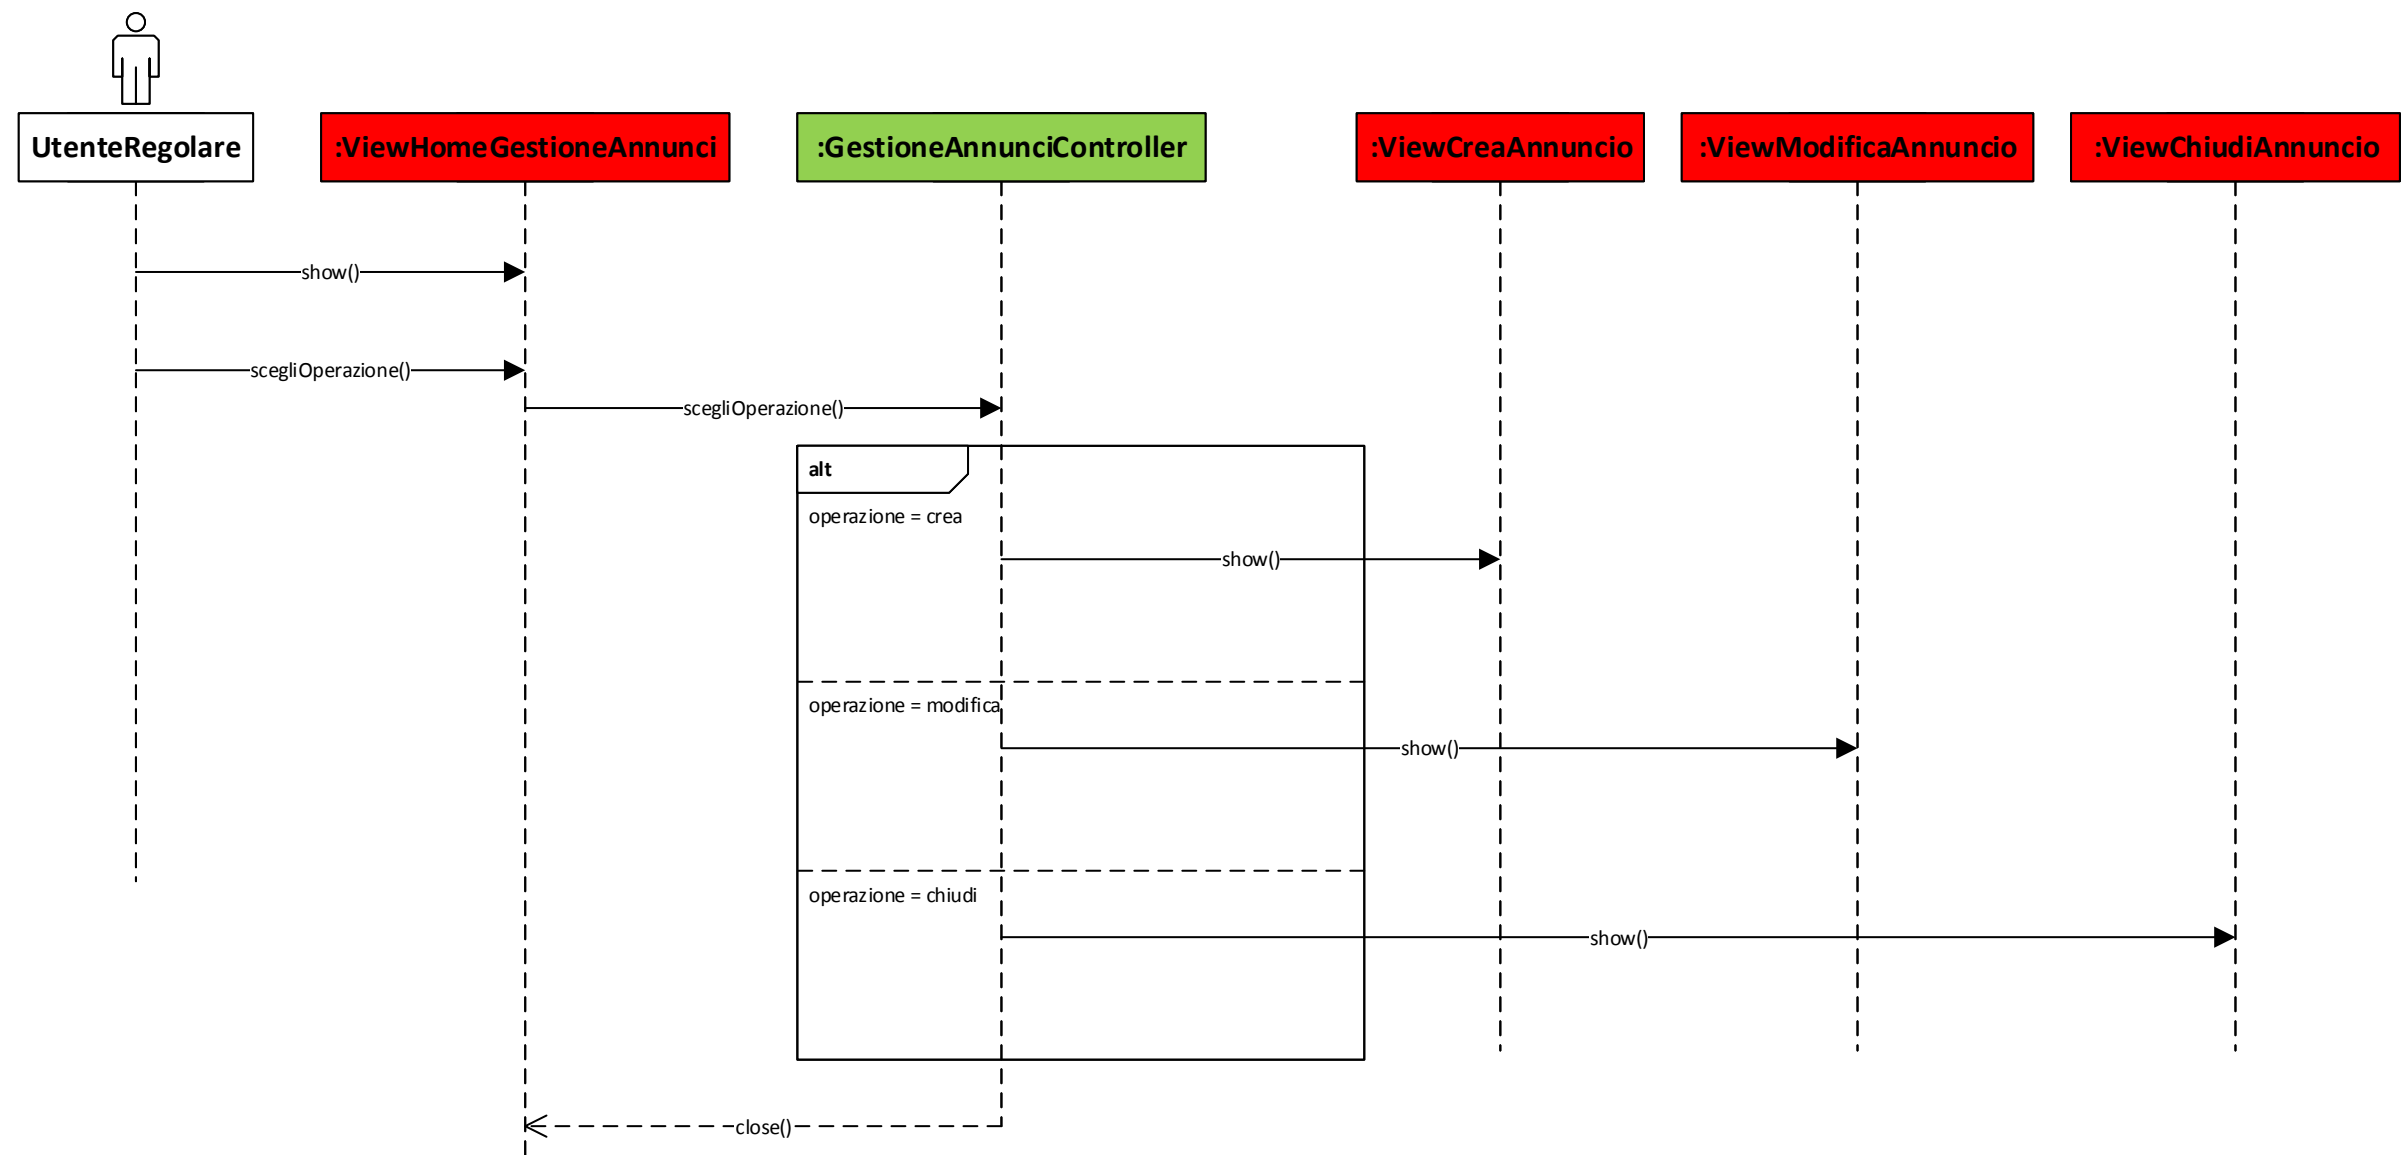 UtenteRegolare
:ViewHomeGestioneAnnunci
:GestioneAnnunciController
:ViewCreaAnnuncio
:ViewModificaAnnuncio
:ViewChiudiAnnuncio
show()
scegliOperazione()
scegliOperazione()
alt
operazione = crea
show()
operazione = modifica
show()
operazione = chiudi
show()
close()